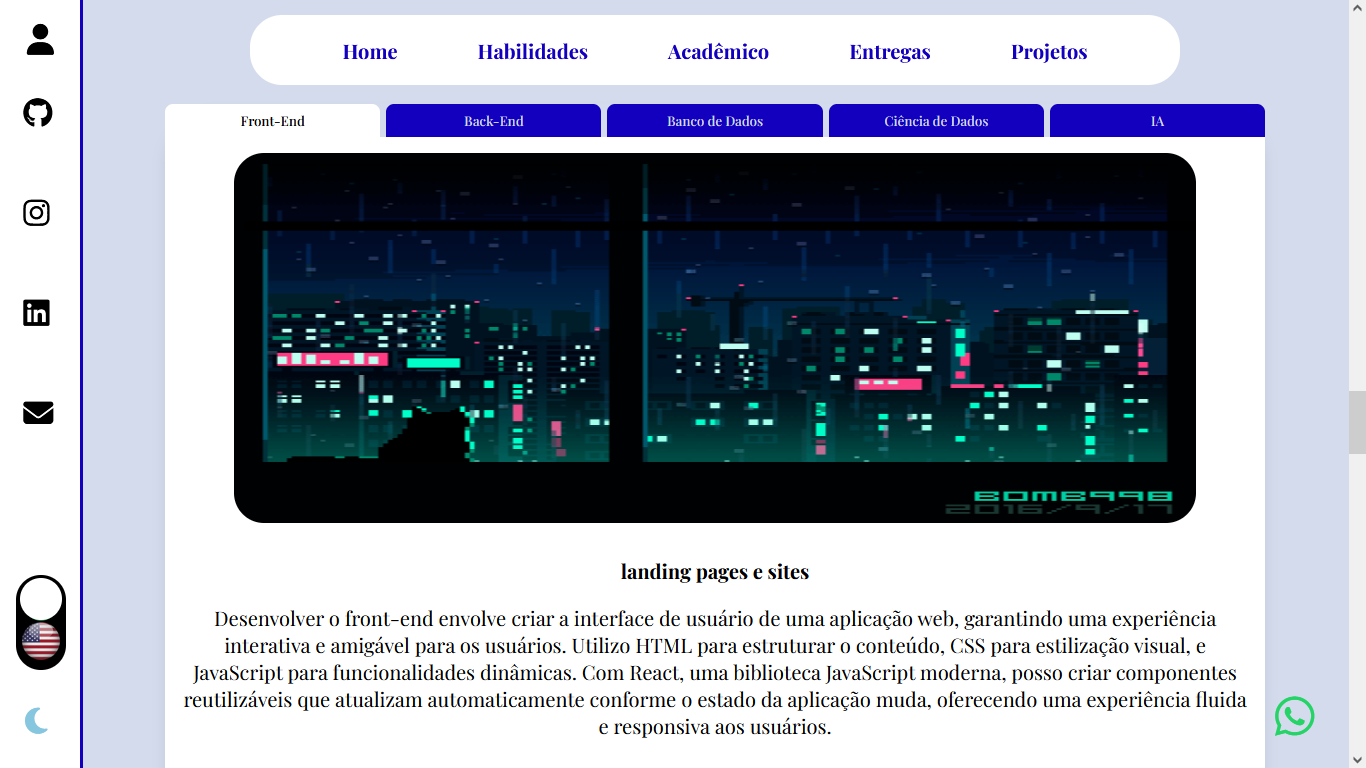 Home Habilidades Acadêmico Entregas Projetos
Front-End Back-End Banco de Dados Ciência de Dados IA
2016/9/17
landing pages e sites
Desenvolver o front-end envolve criar a interface de usuário de uma aplicação web, garantindo uma experiência
interativa e amigável para os usuários. Utilizo HTML para estruturar o conteúdo, CSS para estilização visual, e
JavaScript para funcionalidades dinâmicas. Com React, uma biblioteca JavaScript moderna, posso criar componentes
reutilizáveis que atualizam automaticamente conforme o estado da aplicação muda, oferecendo uma experiência fluida
e responsiva aos usuários.